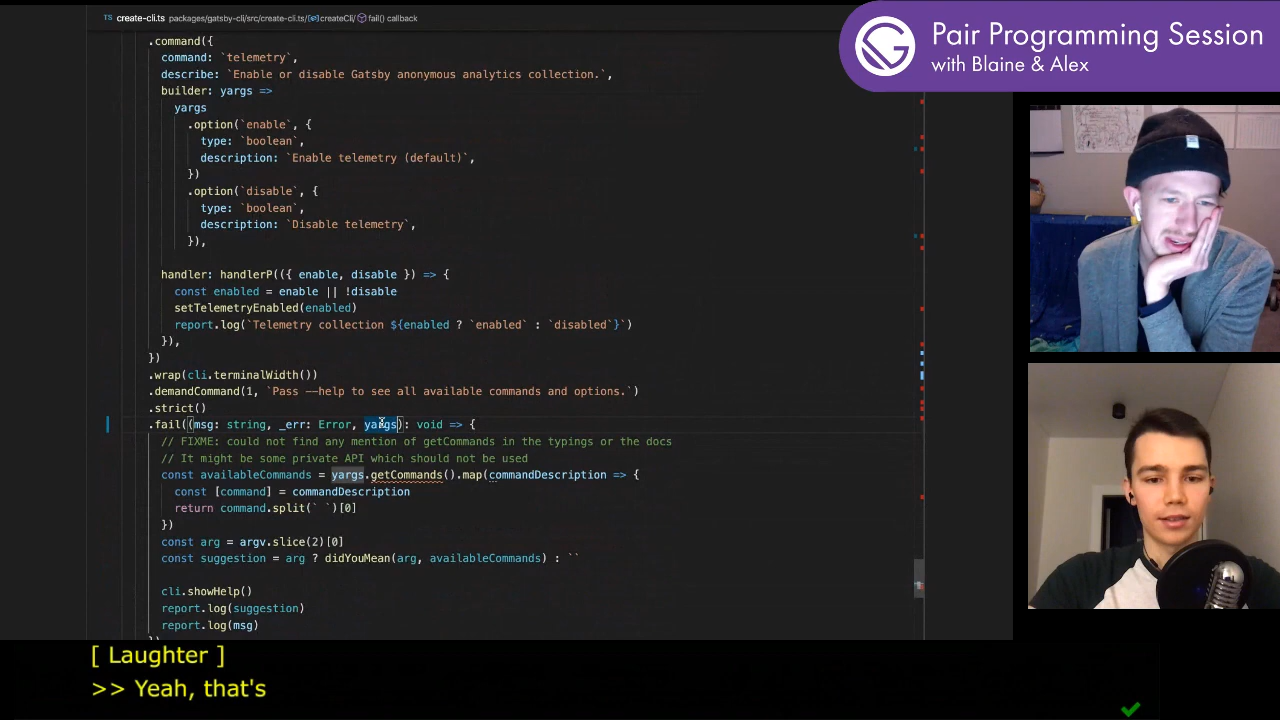 TS create-cli.ts packages/gatsby-cli/src/create-cli.ts/createCli/fail() callback
Pair Programming Session
with Blaine & Alex
.command({
command: `telemetry`,
describe: `Enable or disable Gatsby anonymous analytics collection.`,
builder: yargs =>
yargs
.option(`enable`, {
type: `boolean`,
description: `Enable telemetry (default)`,
})
.option(`disable`, {
type: `boolean`,
description: `Disable telemetry`,
}),
handler: handlerP(({ enable, disable }) => {
const enabled = enable || !disable
setTelemetryEnabled(enabled)
report.log(`Telemetry collection ${enabled ? `enabled` : `disabled`}`)
}),
})
.wrap(cli.terminalWidth())
.demandCommand(1, `Pass --help to see all available commands and options.`)
.strict()
.fail((msg: string, _err: Error, yargs): void => {
// FIXME: could not find any mention of getCommands in the typings or the docs
// It might be some private API which should not be used
const availableCommands = yargs.getCommands().map(commandDescription => {
const [command] = commandDescription
return command.split(` `)[0]
})
const arg = argv.slice(2)[0]
const suggestion = arg ? didYouMean(arg, availableCommands) : ``
cli.showHelp()
report.log(suggestion)
report.log(msg)
[ Laughter ]
>> Yeah, that's